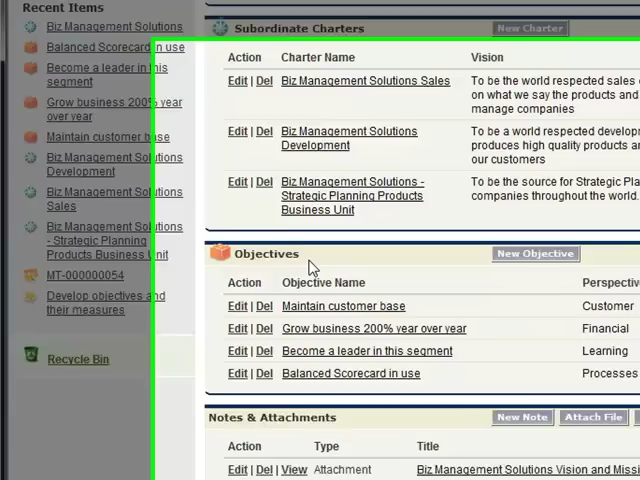 Recent Items
Biz Management Solutions
Balanced Scorecard in use
Become a leader in this
segment
Grow business 200% year
over year
Maintain customer base
Biz Management Solutions
Development
Biz Management Solutions
Sales
Biz Management Solutions
- Strategic Planning
Products Business Unit
MT-000000054
Develop objectives and
their measures
Recycle Bin
Subordinate Charters New Charter
Action Charter Name Vision
Edit | Del Biz Management Solutions Sales To be the world respected sales
on what we say the products and
manage companies
Edit | Del Biz Management Solutions To be a world respected develop
Development produces high quality products a
our customers
Edit | Del Biz Management Solutions - To be the source for Strategic Pla
Strategic Planning Products companies throughout the world.
Business Unit
Objectives New Objective
Action Objective Name Perspectiv
Edit | Del Maintain customer base Customer
Edit | Del Grow business 200% year over year Financial
Edit | Del Become a leader in this segment Learning
Edit | Del Balanced Scorecard in use Processes
Notes & Attachments New Note Attach File
Action Type Title
Edit | Del | View Attachment Biz Management Solutions Vision and Missi